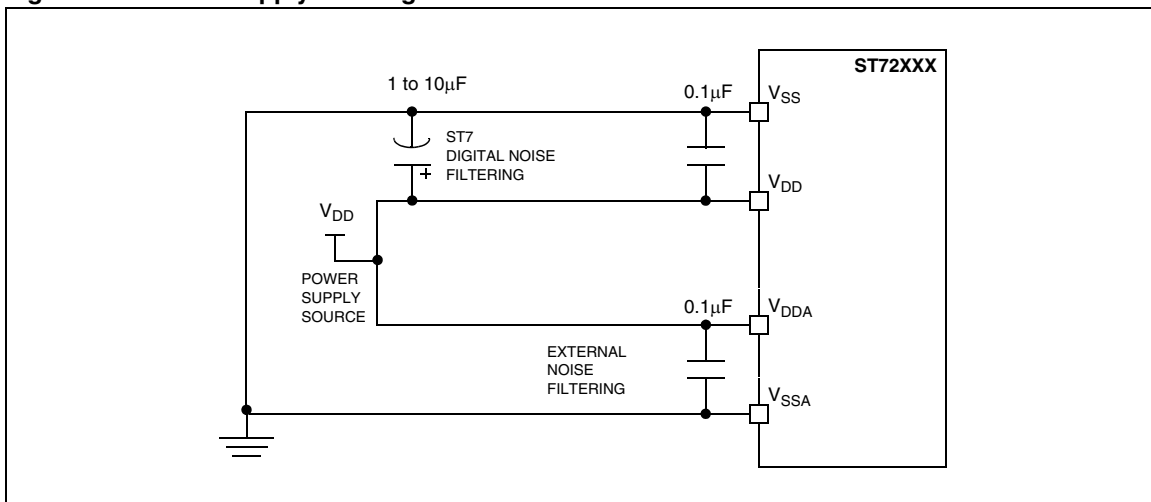 ST72XXX
1 to 10μF
0.1μF
VSS
ST7
DIGITAL NOISE
FILTERING
+
VDD
VDD
POWER
SUPPLY
SOURCE
0.1μF
VDDA
EXTERNAL
NOISE
FILTERING
VSSA